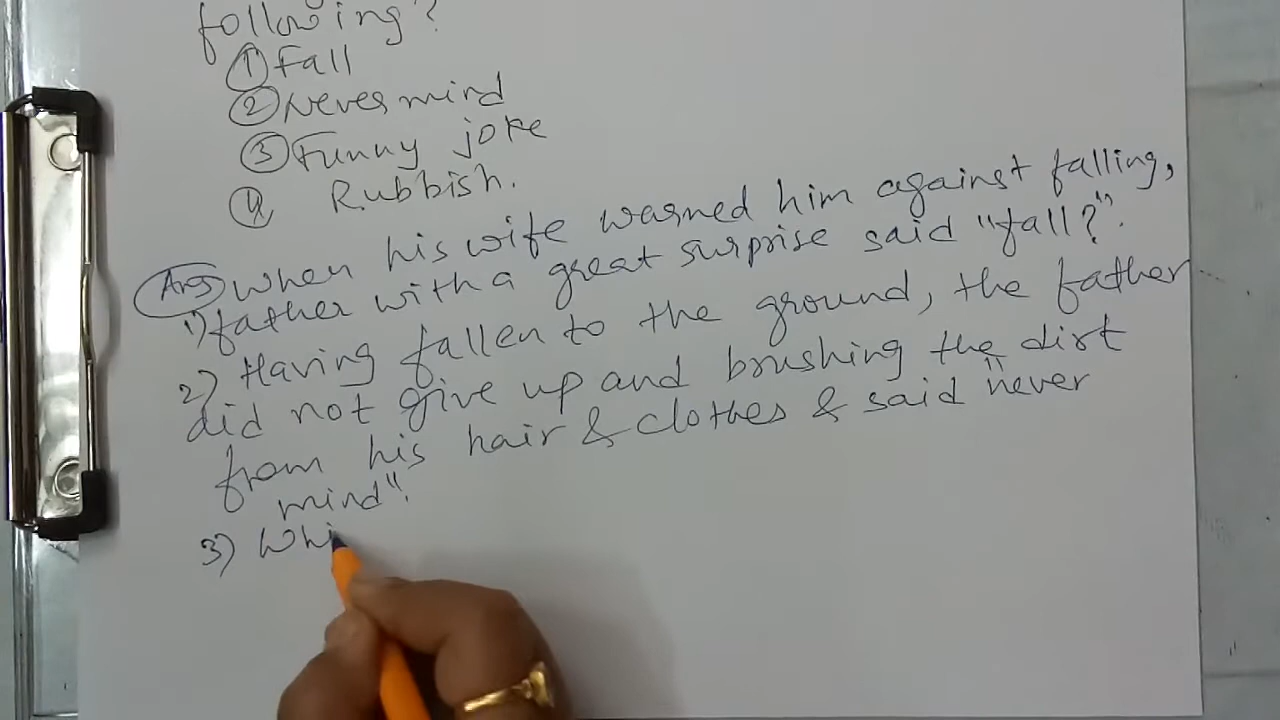 following?
① Fall
② Never mind
③ Funny joke
④ Rubbish.
Ans When his wife warned him against falling,
1) father with a great surprise said "fall?".
2) Having fallen to the ground, the father
did not give up and brushing the dirt
from his hair & clothes & said "never
mind".
3) Whi